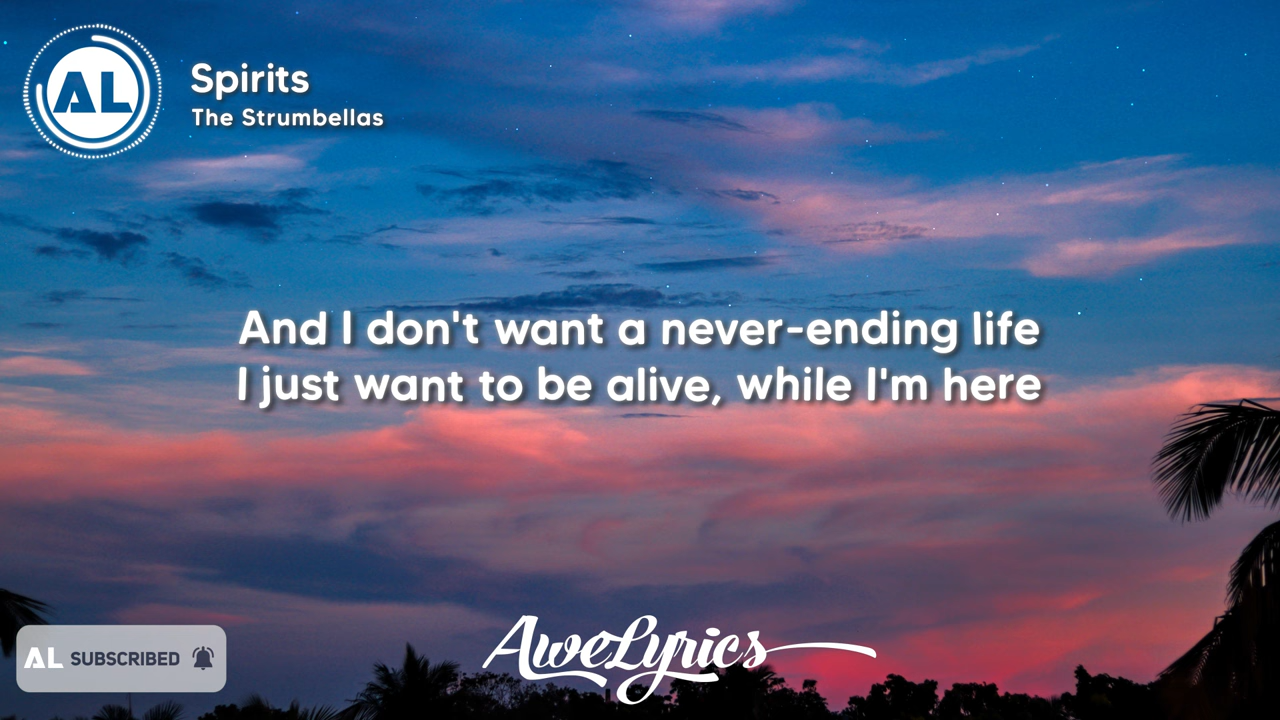 AL
Spirits
The Strumbellas
And I don't want a never-ending life
I just want to be alive, while I'm here
AweLyrics
AL SUBSCRIBED